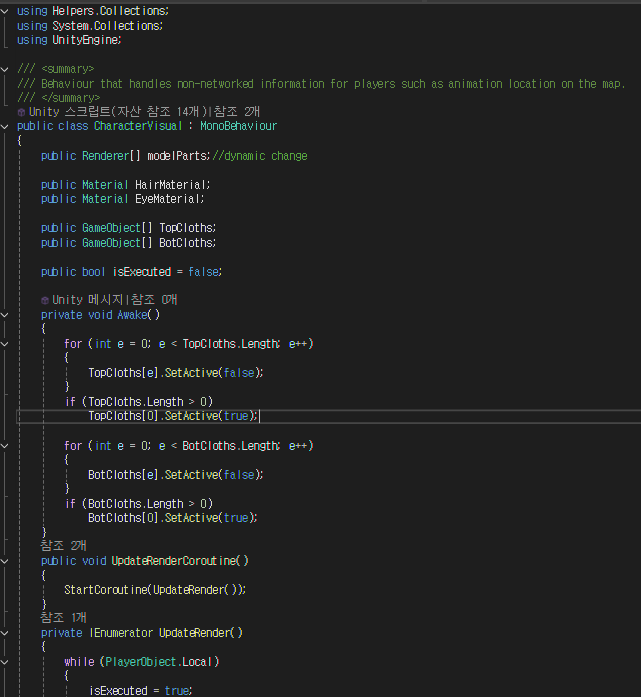 using Helpers.Collections;
using System.Collections;
using UnityEngine;
/// <summary>
/// Behaviour that handles non-networked information for players such as animation location on the map.
/// </summary>
Unity 스크립트(자산 참조 14개)|참조 2개
public class CharacterVisual : MonoBehaviour
{
public Renderer[] modelParts;//dynamic change
public Material HairMaterial;
public Material EyeMaterial;
public GameObject[] TopCloths;
public GameObject[] BotCloths;
public bool isExecuted = false;
Unity 메시지|참조 0개
private void Awake()
{
for (int e = 0; e < TopCloths.Length; e++)
{
TopCloths[e].SetActive(false);
}
if (TopCloths.Length > 0)
TopCloths[0].SetActive(true);
for (int e = 0; e < BotCloths.Length; e++)
{
BotCloths[e].SetActive(false);
}
if (BotCloths.Length > 0)
BotCloths[0].SetActive(true);
}
참조 2개
public void UpdateRenderCoroutine()
{
StartCoroutine(UpdateRender());
}
참조 1개
private IEnumerator UpdateRender()
{
while (PlayerObject.Local)
{
isExecuted = true;